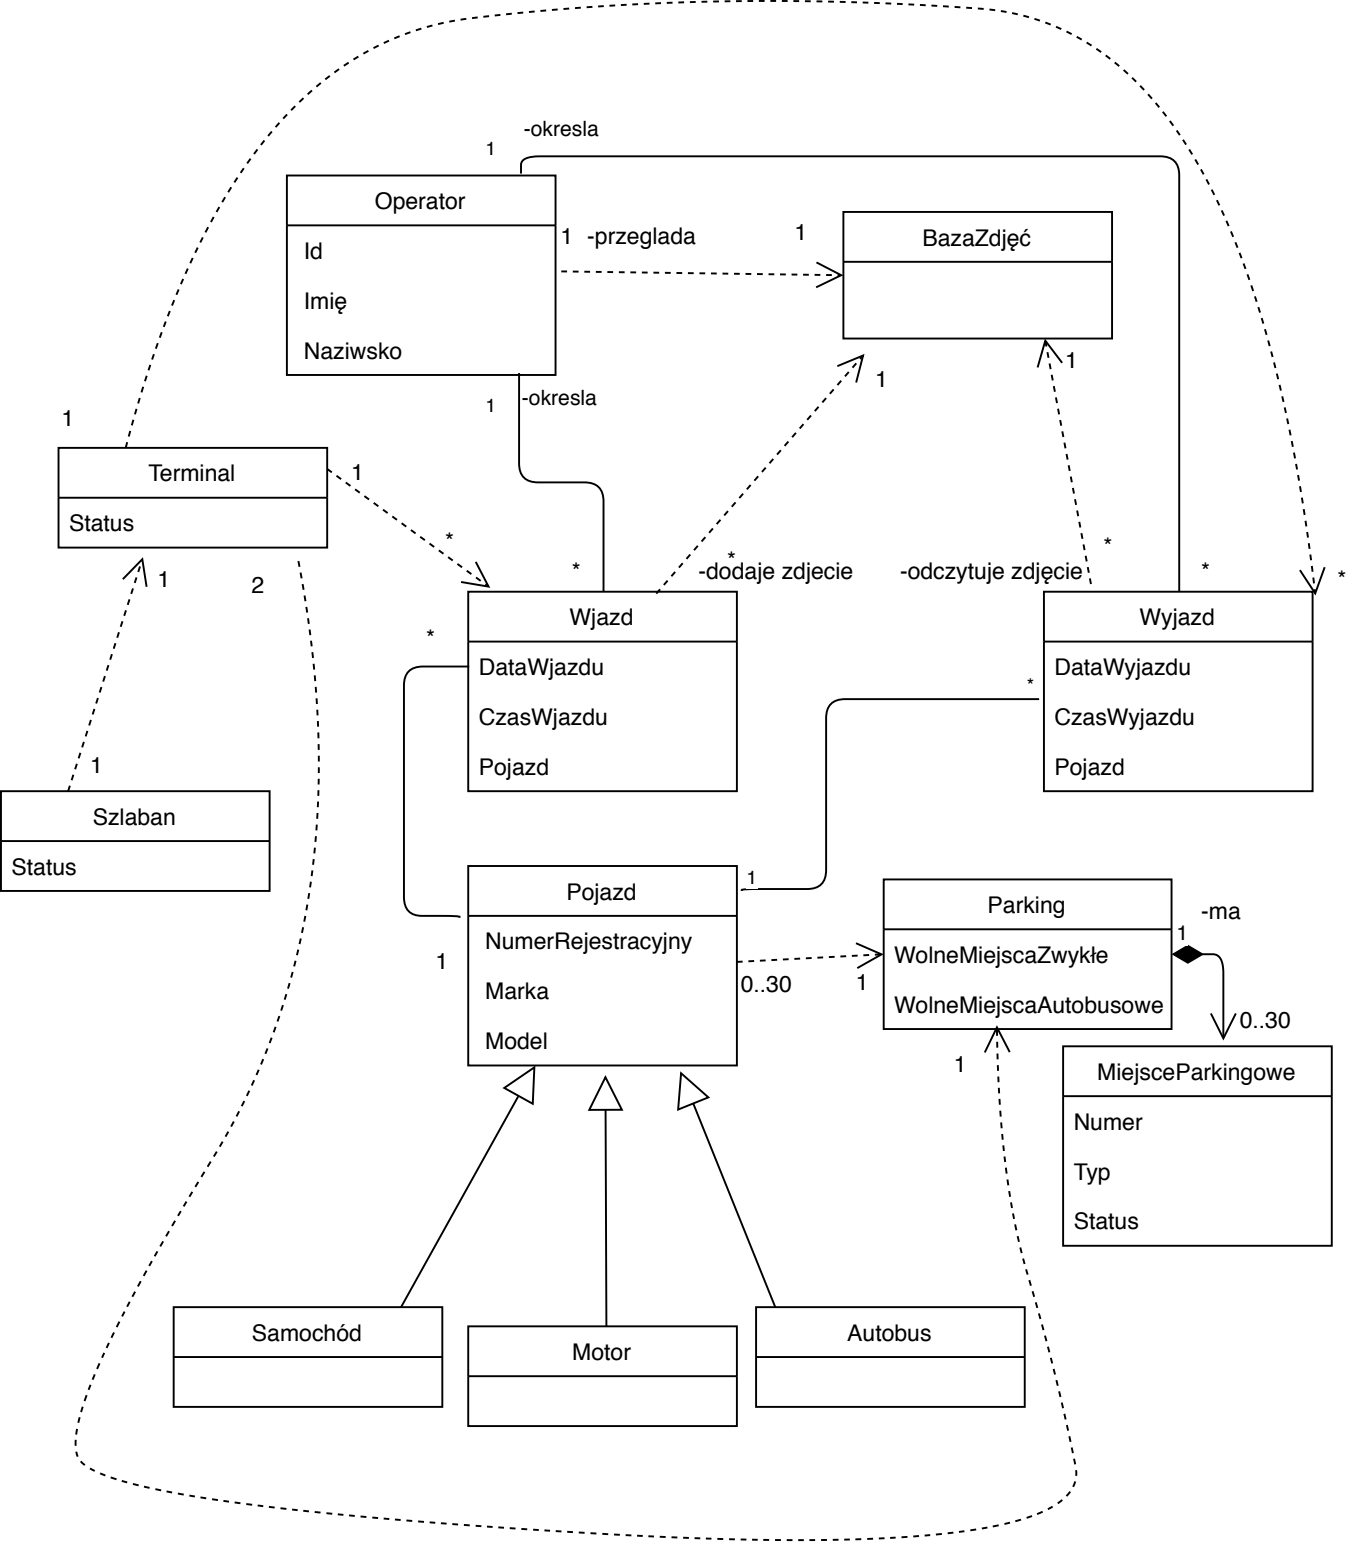 -okresla
1
Operator
Id
Imię
Naziwsko
1 -przeglada
1
BazaZdjęć
1
-okresla
1
1
1
Terminal
Status
1
*
1
2
*
*
-dodaje zdjecie
-odczytuje zdjęcie
*
*
*
Wjazd
DataWjazdu
CzasWjazdu
Pojazd
*
Wyjazd
DataWyjazdu
CzasWyjazdu
Pojazd
*
1
Szlaban
Status
1
Pojazd
NumerRejestracyjny
Marka
Model
1
0..30
1
Parking
WolneMiejscaZwykłe
WolneMiejscaAutobusowe
-ma
1
0..30
1
MiejsceParkingowe
Numer
Typ
Status
Samochód
Motor
Autobus